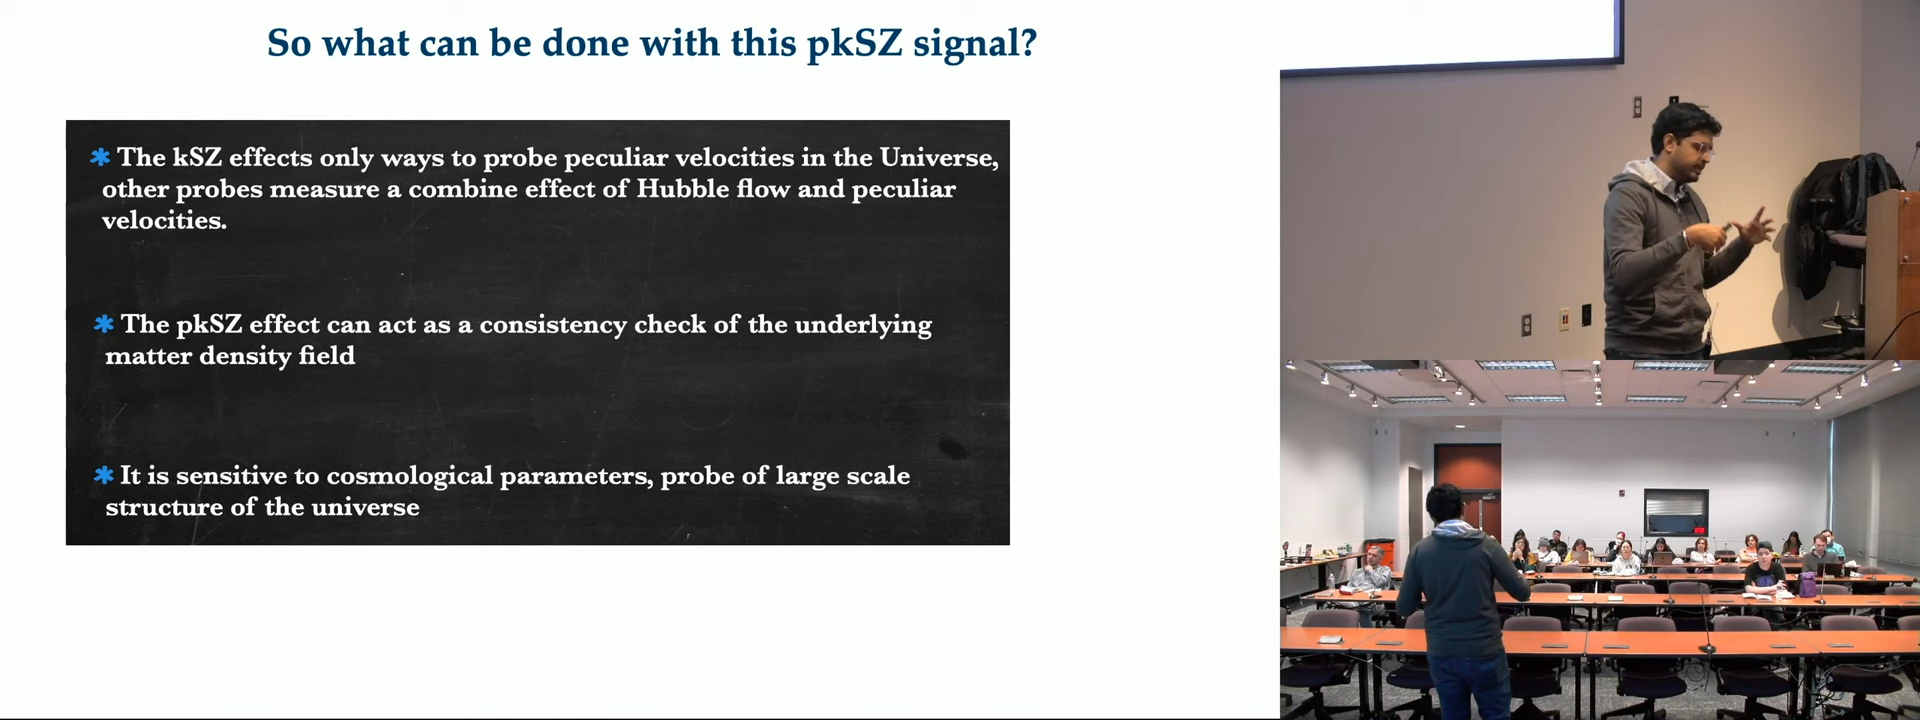 So what can be done with this pkSZ signal?
* The kSZ effects only ways to probe peculiar velocities in the Universe,
other probes measure a combine effect of Hubble flow and peculiar
velocities.
* The pkSZ effect can act as a consistency check of the underlying
matter density field
* It is sensitive to cosmological parameters, probe of large scale
structure of the universe